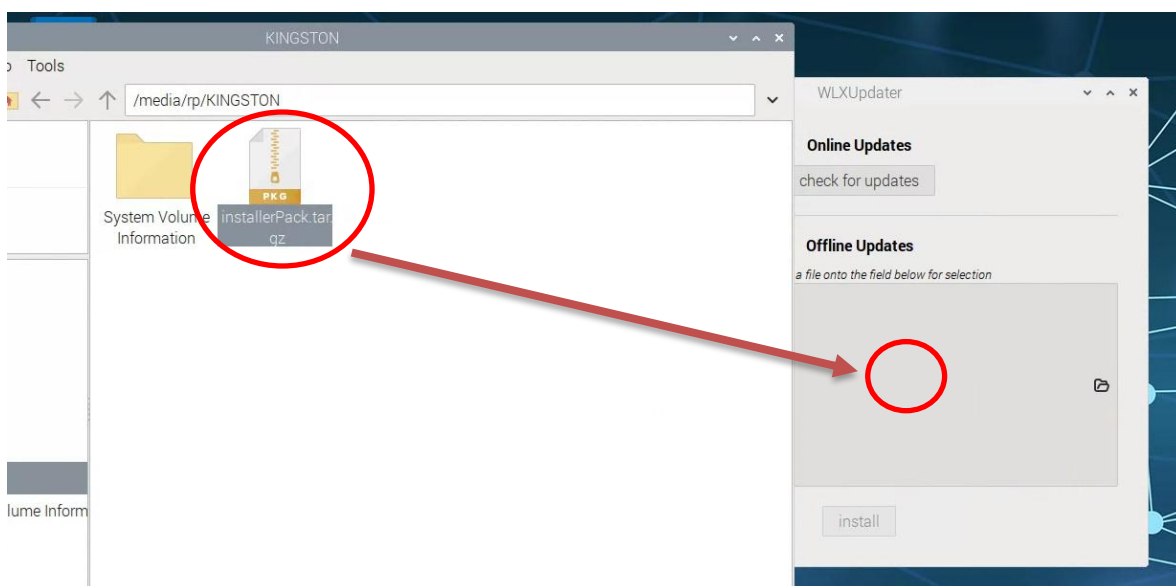 KINGSTON
Tools
/media/rp/KINGSTON
PKG
System Volume
Information
installerPack.tar.
gz
lume Inform
WLXUpdater
Online Updates
check for updates
Offline Updates
a file onto the field below for selection
install